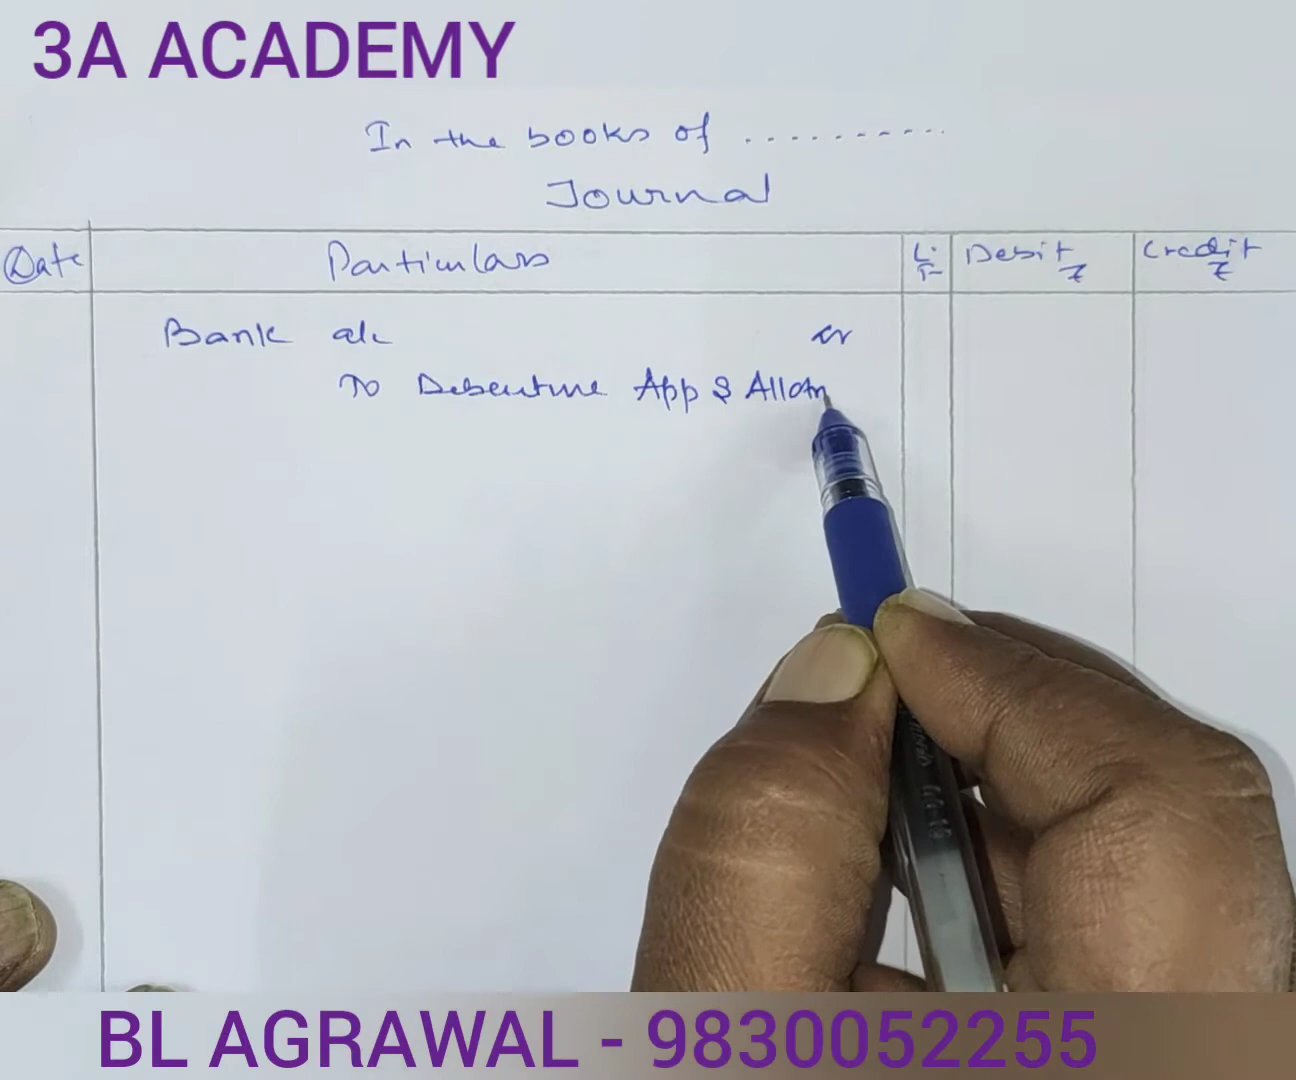 3A ACADEMY
In the books of ..........
Journal
Date Particulars L.F. Debit ₹ Credit ₹
Bank a/c Dr
To Debenture App & Allotm
BL AGRAWAL - 9830052255